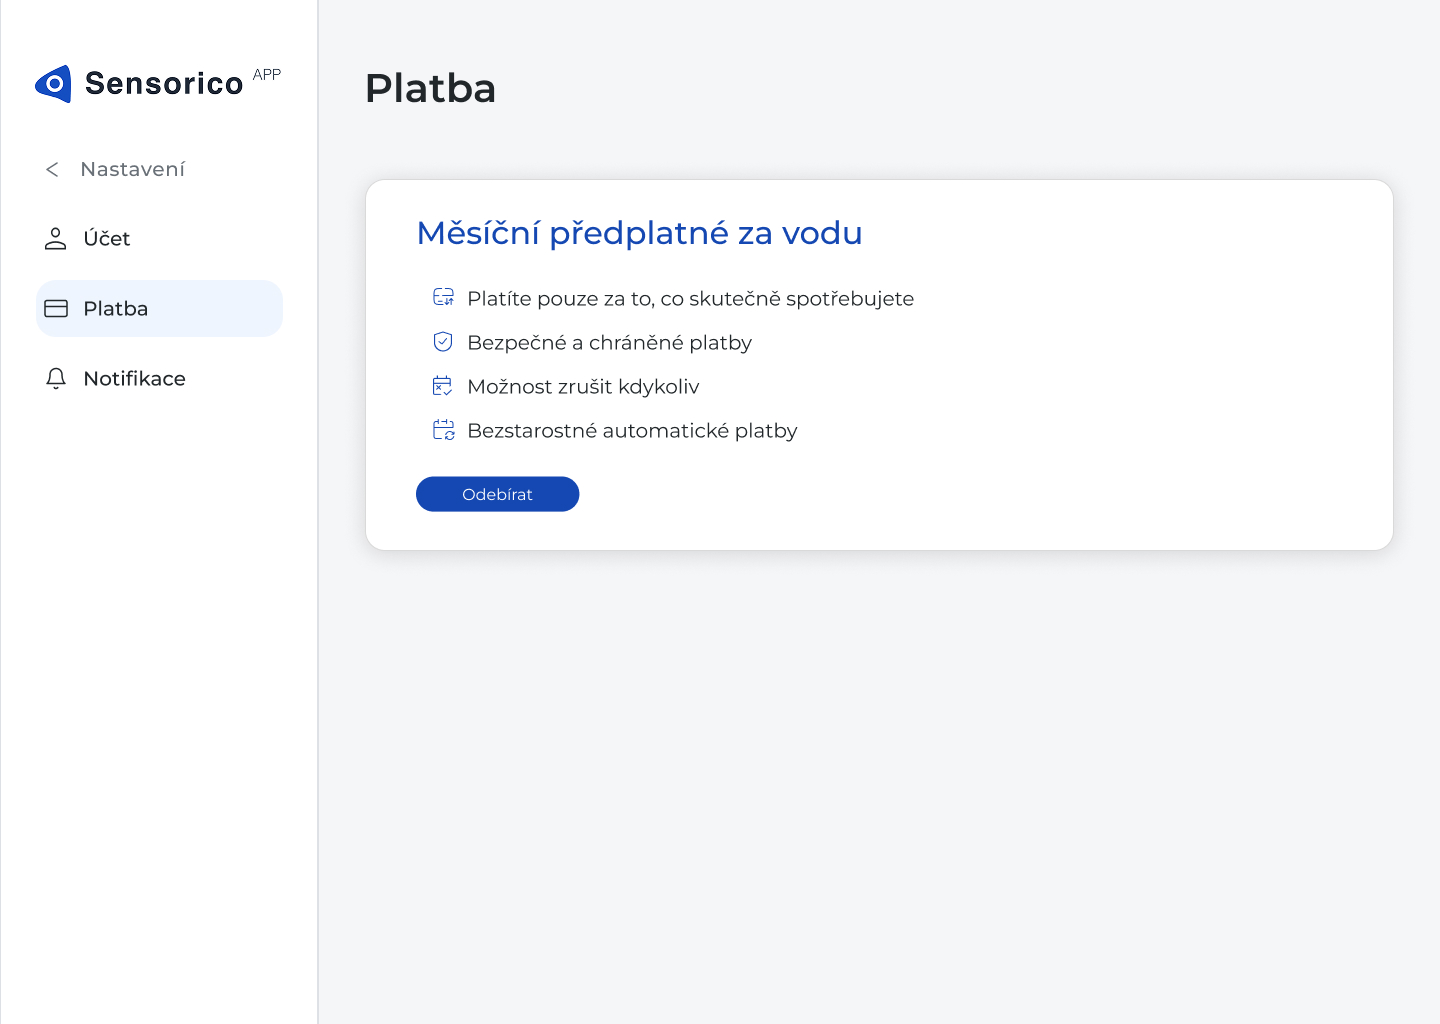 Sensorico APP
Nastavení
Účet
Platba
Notifikace
Platba
Měsíční předplatné za vodu
Platíte pouze za to, co skutečně spotřebujete
Bezpečné a chráněné platby
Možnost zrušit kdykoliv
Bezstarostné automatické platby
Odebírat